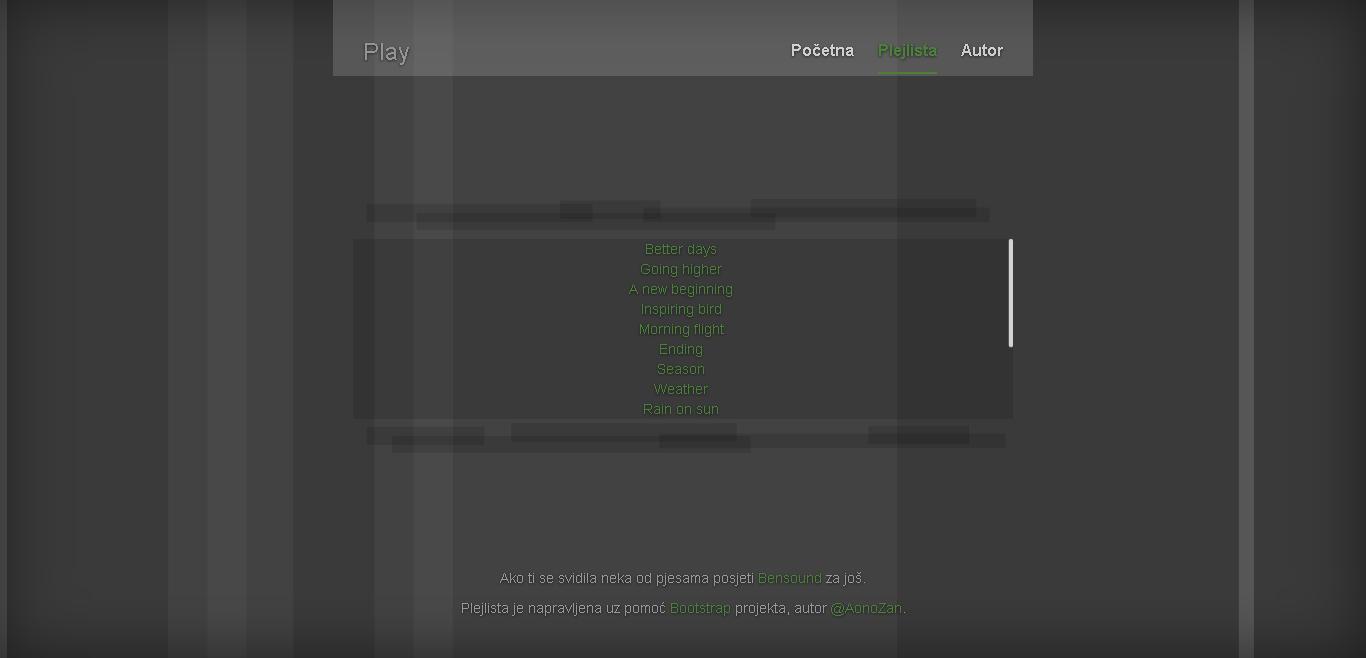 Play
Početna Plejlista Autor
Better days
Going higher
A new beginning
Inspiring bird
Morning flight
Ending
Season
Weather
Rain on sun
Ako ti se svidila neka od pjesama posjeti Bensound za još.
Plejlista je napravljena uz pomoć Bootstrap projekta, autor @AonoZan.